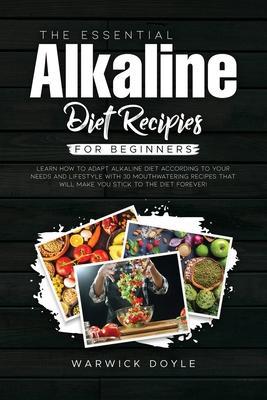 THE ESSENTIAL
Alkaline
Diet Recipies
FOR BEGINNERS
LEARN HOW TO ADAPT ALKALINE DIET ACCORDING TO YOUR
NEEDS AND LIFESTYLE WITH 30 MOUTHWATERING RECIPES THAT
WILL MAKE YOU STICK TO THE DIET FOREVER!
WARWICK DOYLE